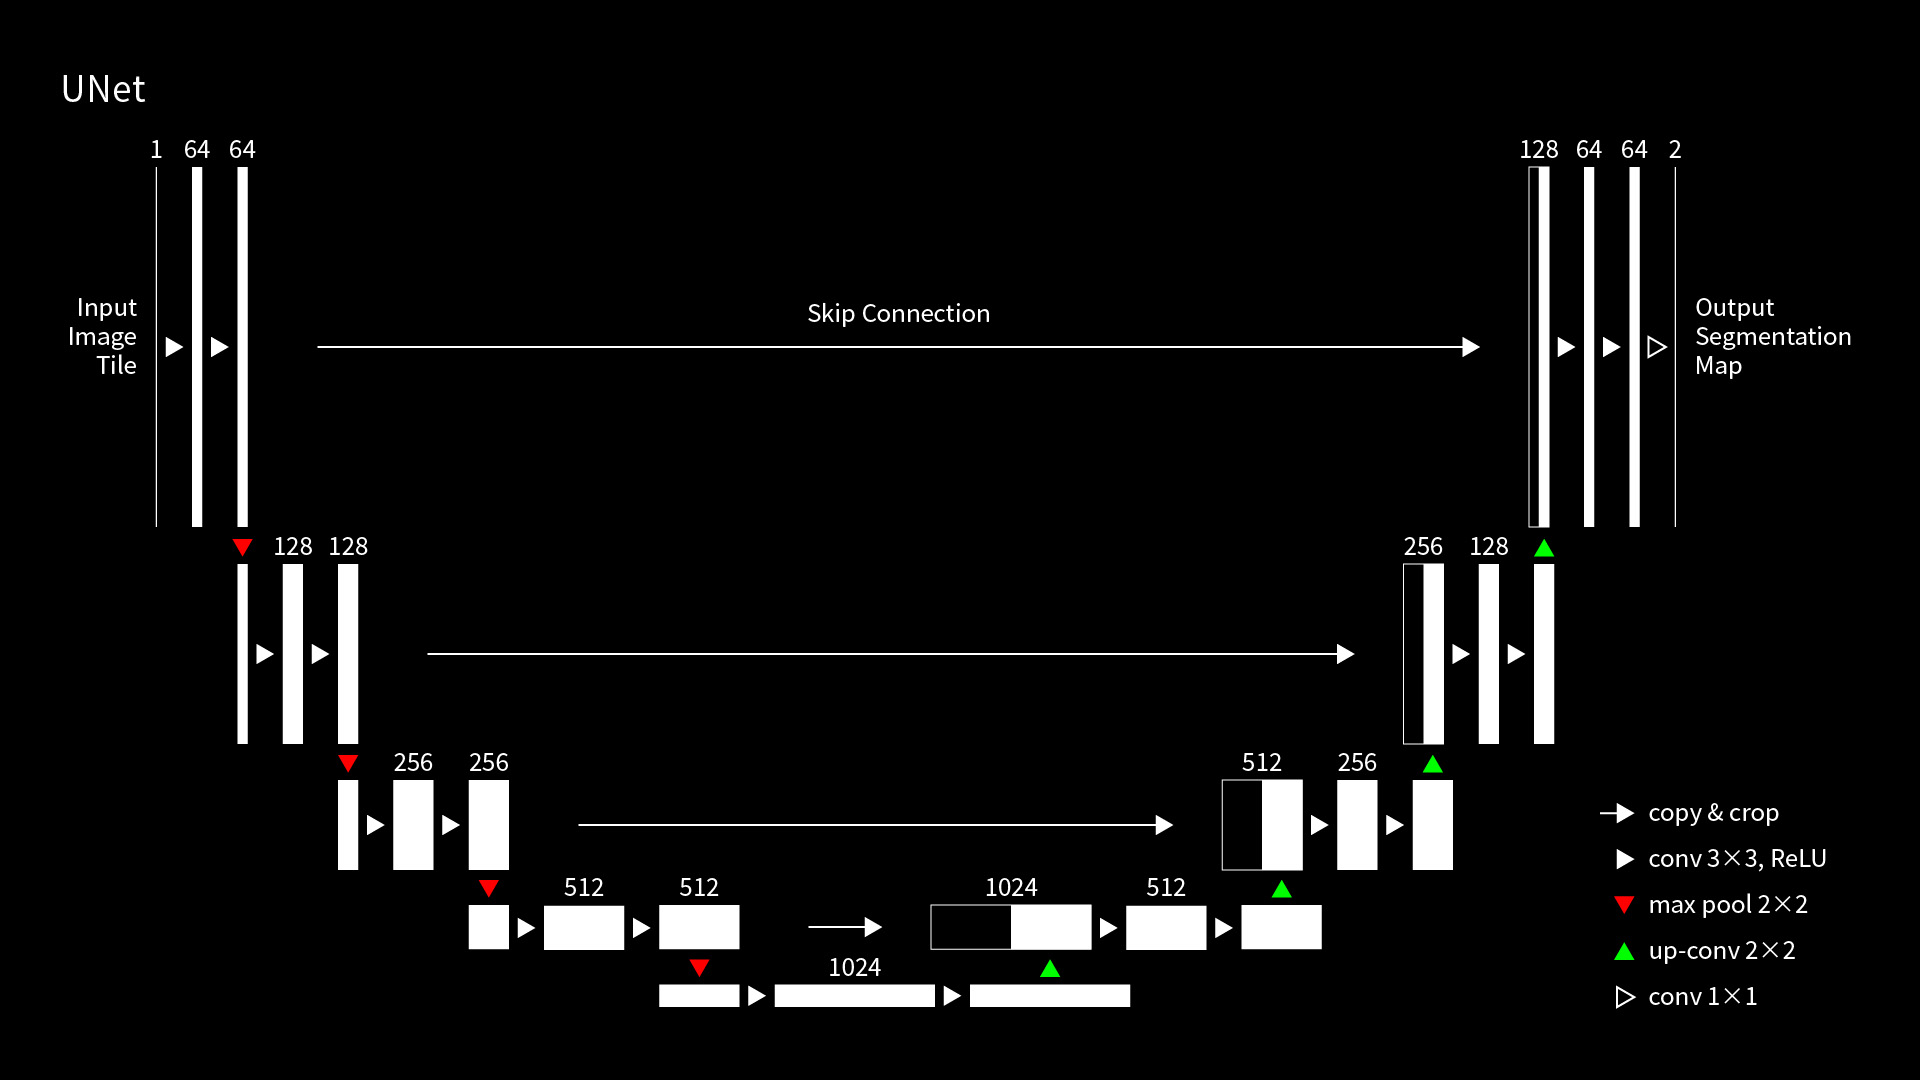 UNet
1 64 64
128 64 64 2
Input
Image
Tile
Skip Connection
Output
Segmentation
Map
128 128
256 128
256 256
512 256
copy & crop
conv 3×3, ReLU
512 512
1024 512
max pool 2×2
up-conv 2×2
1024
conv 1×1